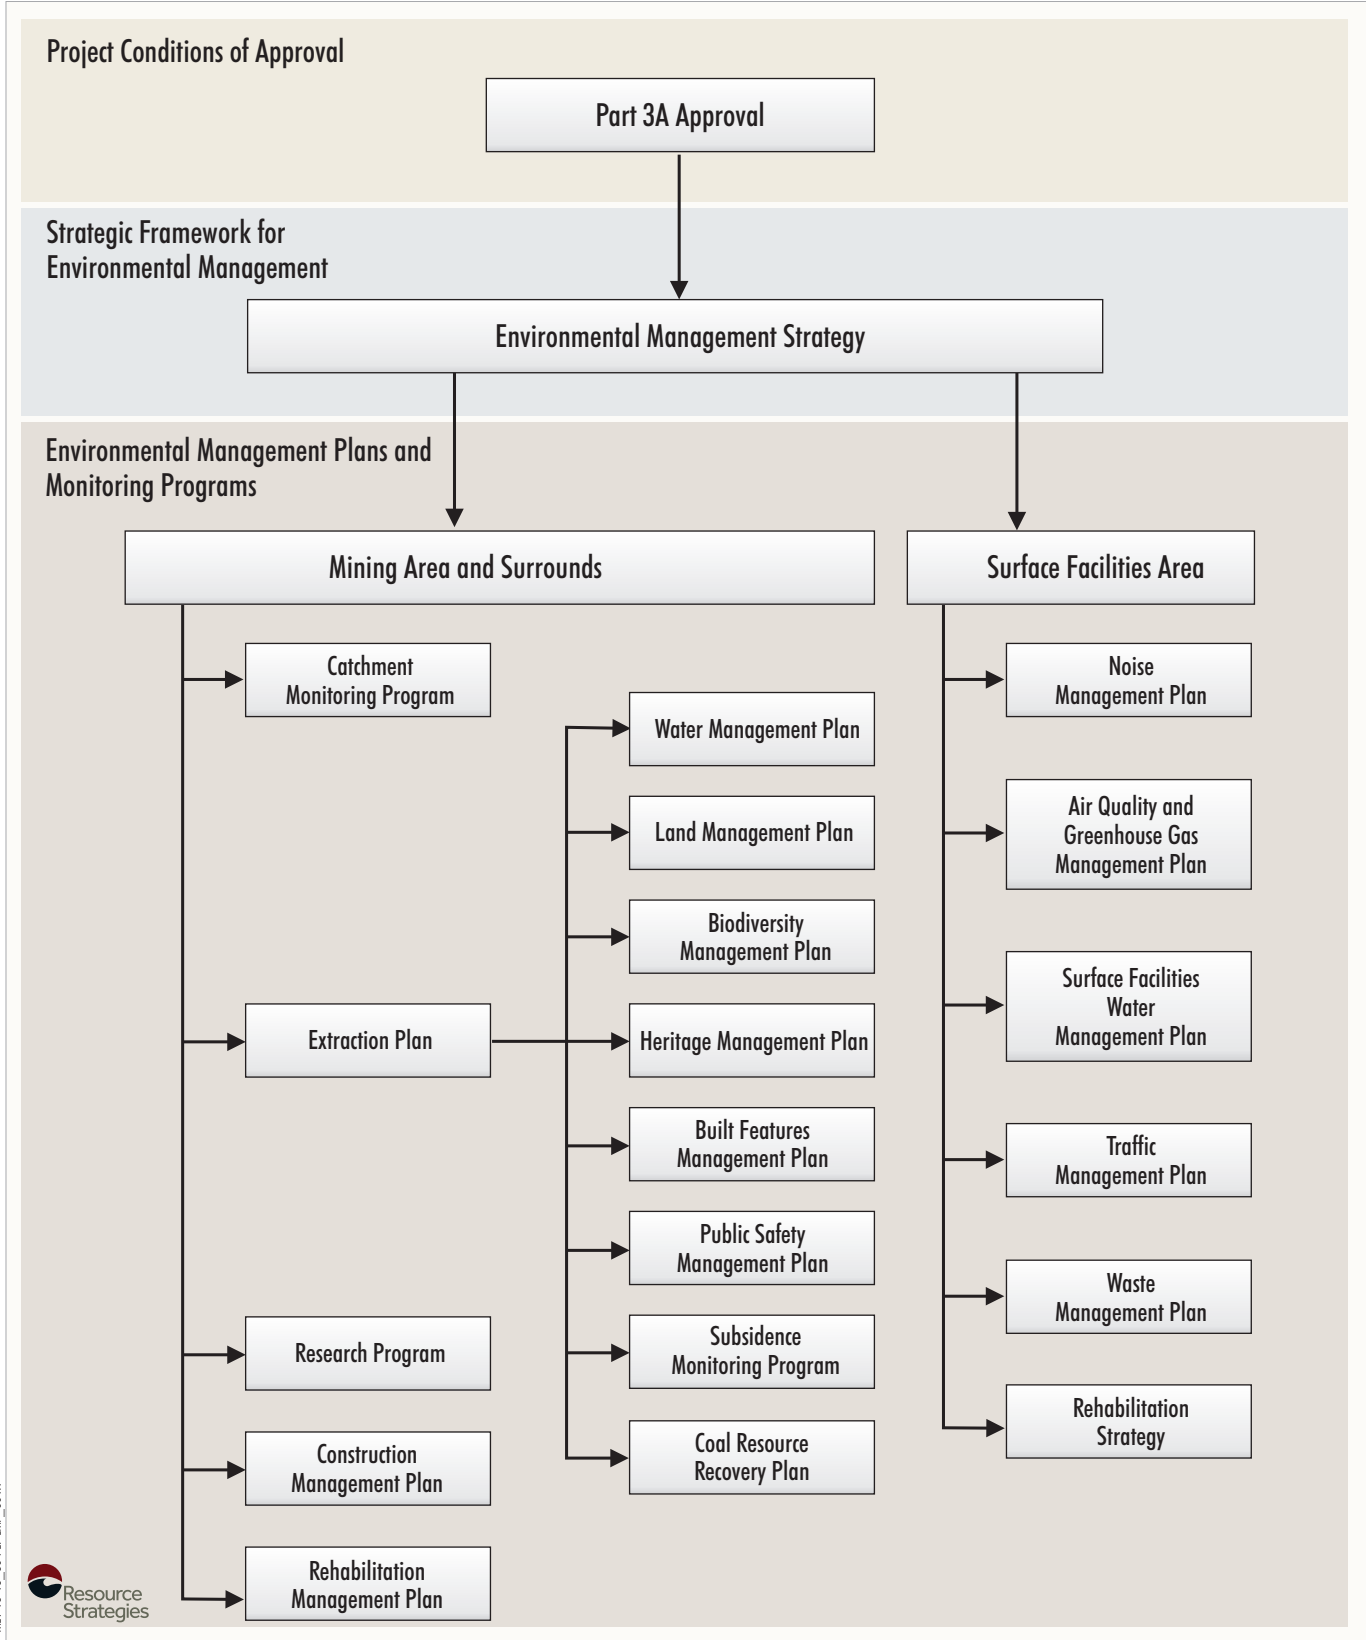 Project Conditions of Approval
Part 3A Approval
Strategic Framework for
Environmental Management
Environmental Management Strategy
Environmental Management Plans and
Monitoring Programs
Mining Area and Surrounds
Surface Facilities Area
Catchment
Monitoring Program
Extraction Plan
Research Program
Construction
Management Plan
Rehabilitation
Management Plan
Water Management Plan
Land Management Plan
Biodiversity
Management Plan
Heritage Management Plan
Built Features
Management Plan
Public Safety
Management Plan
Subsidence
Monitoring Program
Coal Resource
Recovery Plan
Noise
Management Plan
Air Quality and
Greenhouse Gas
Management Plan
Surface Facilities
Water
Management Plan
Traffic
Management Plan
Waste
Management Plan
Rehabilitation
Strategy
Resource
Strategies